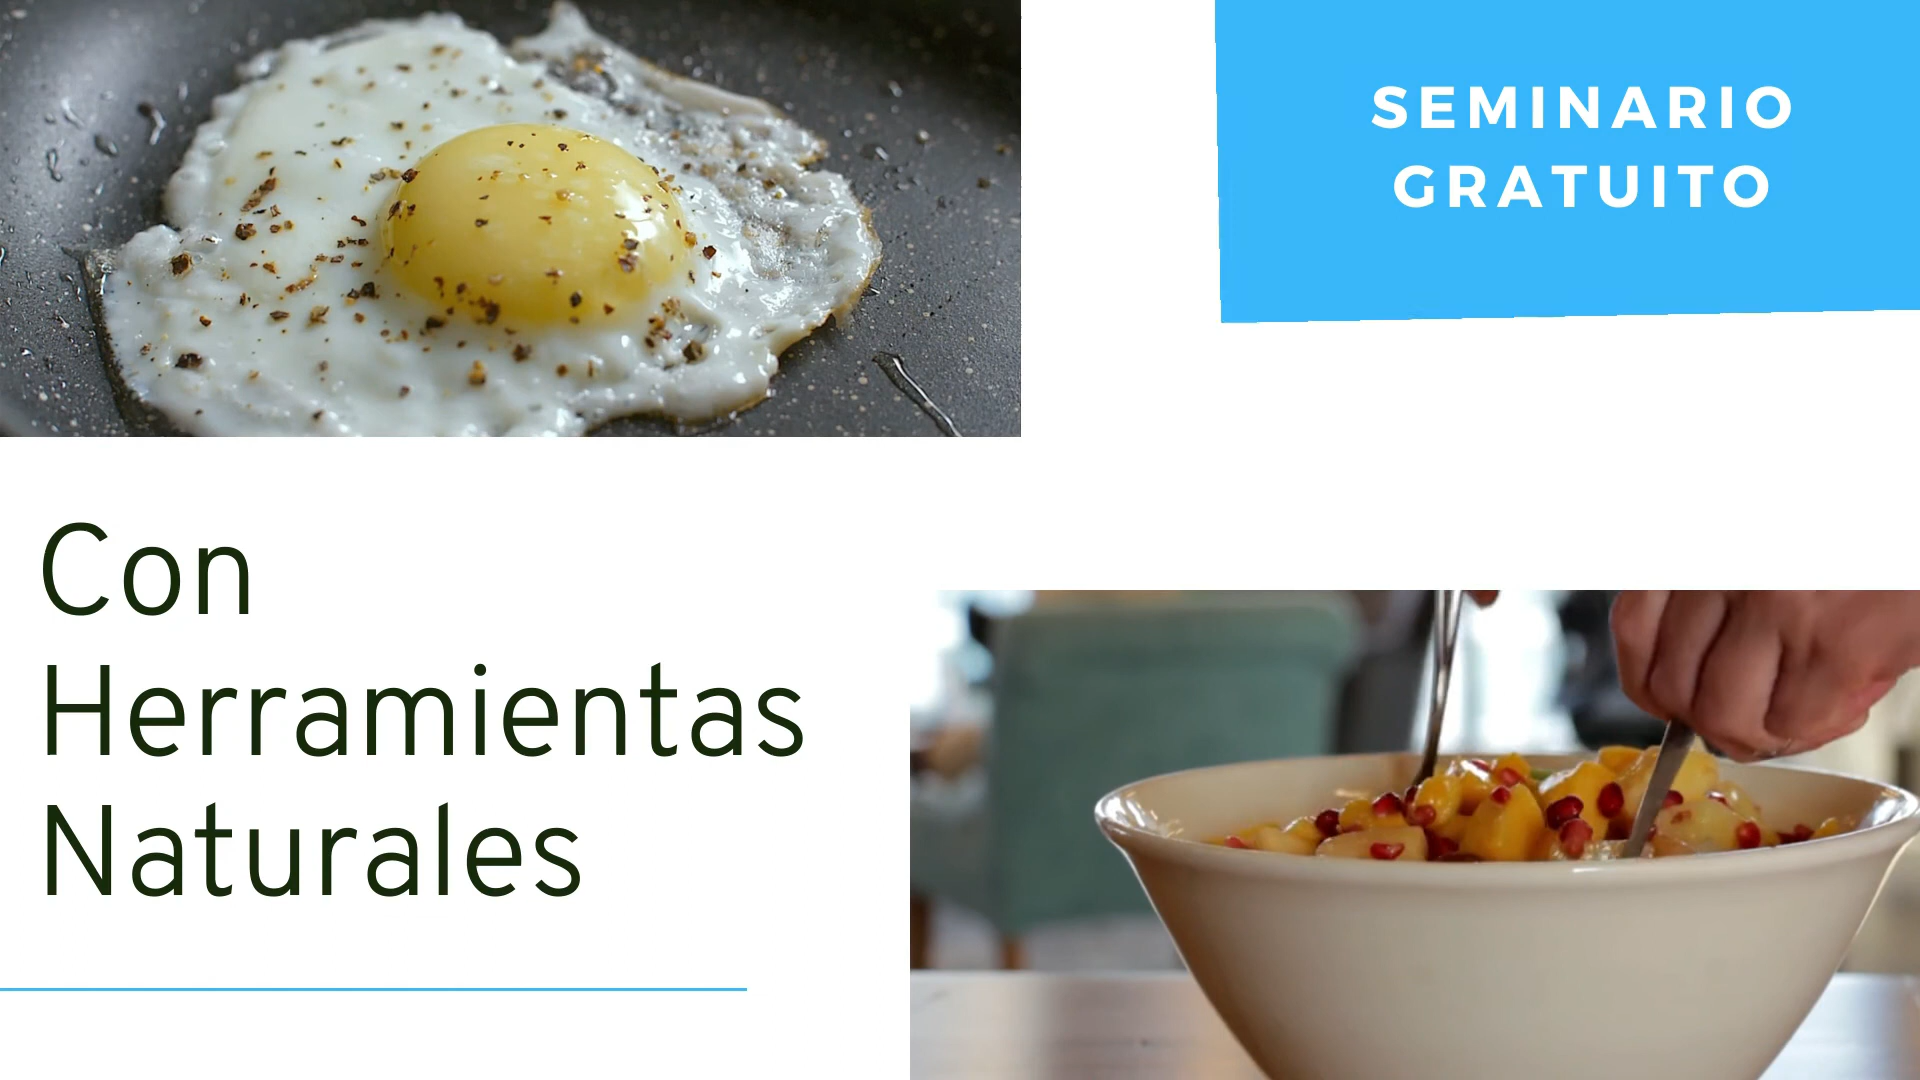 SEMINARIO
GRATUITO
Con
Herramientas
Naturales